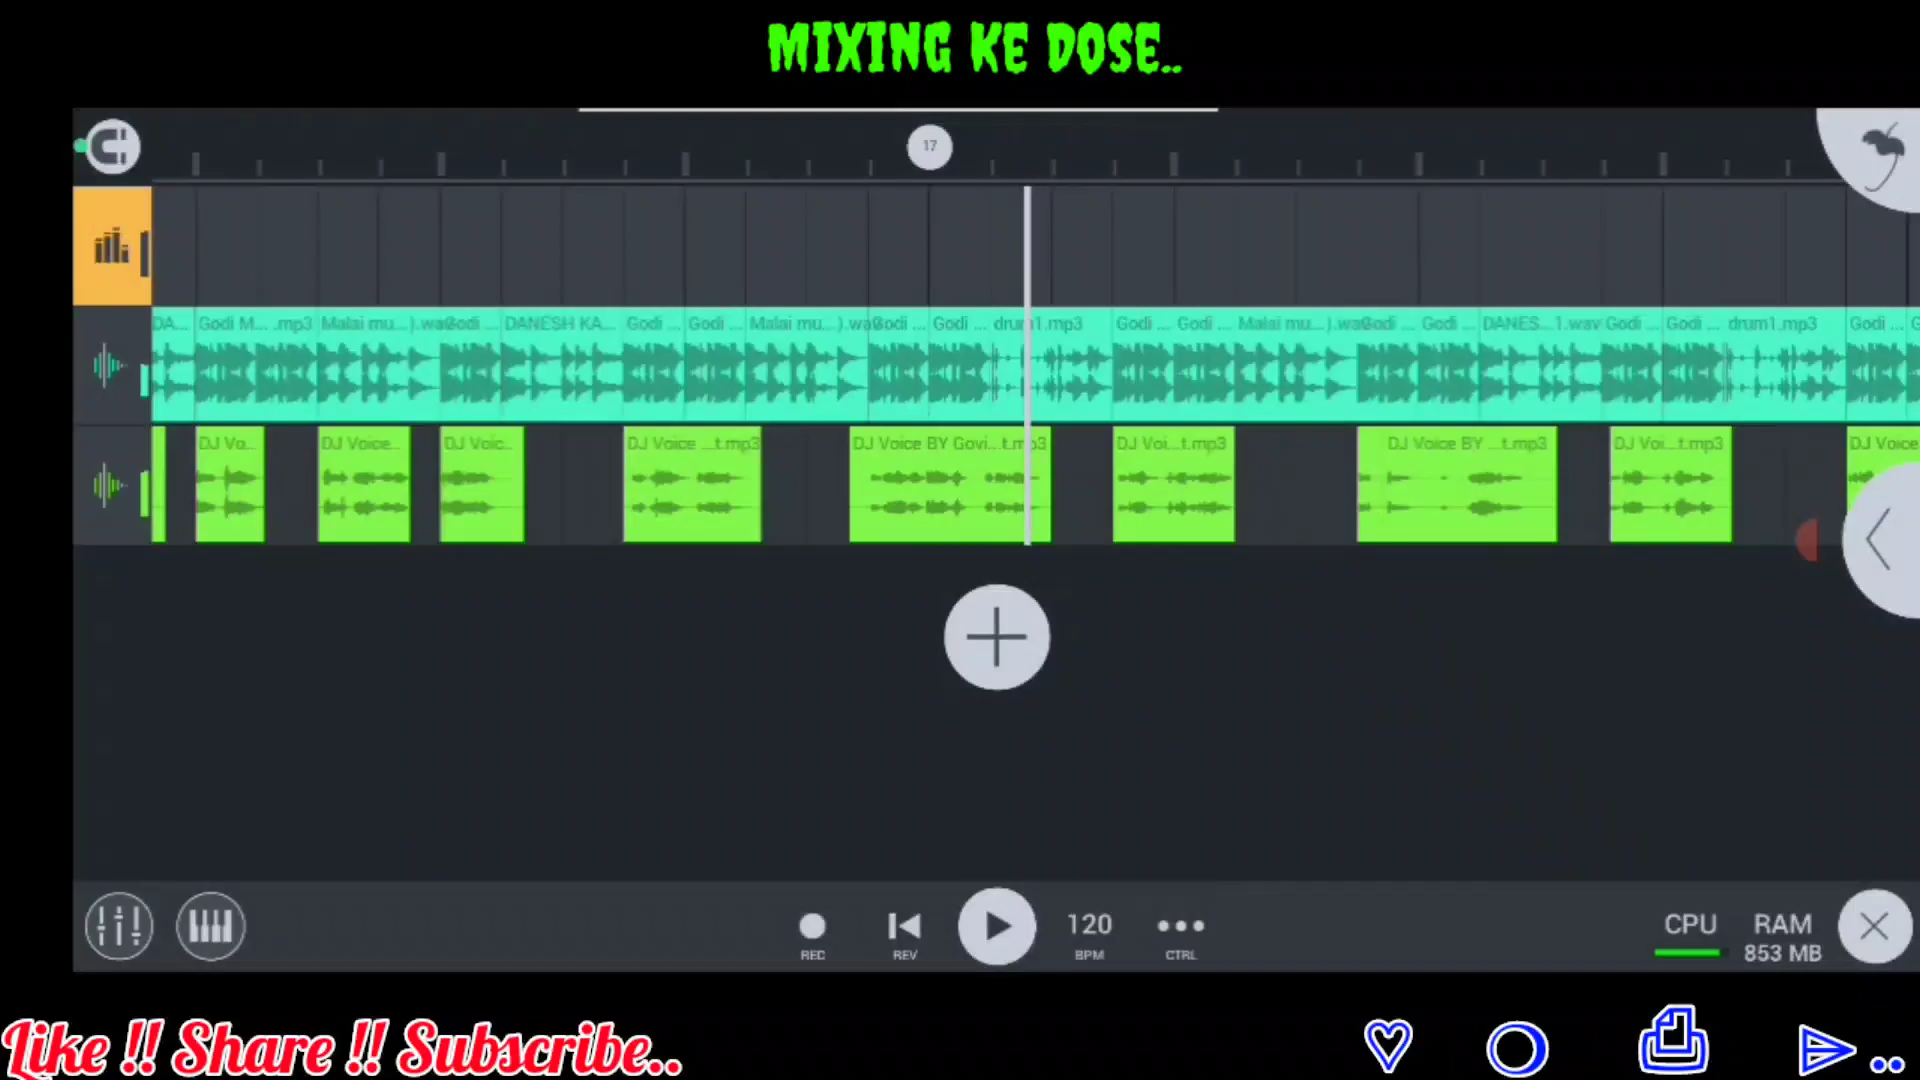 MIXING KE DOSE..
17
DA... Godi M... .mp3 Malai mu...).wa Godi ... DANESH KA... Godi ... Godi ... Malai mu...).wa Godi ... Godi ... drum1.mp3 Godi ... Godi ... Malai mu...).wa Godi ... Godi ... DANES...1.wav Godi ... Godi ... drum1.mp3 Godi ...
DJ Vo... DJ Voice... DJ Voic... DJ Voice ...t.mp3 DJ Voice BY Govi...t.mp3 DJ Voi...t.mp3 DJ Voice BY ...t.mp3 DJ Voi...t.mp3 DJ Voice
120 CPU RAM
REC REV BPM CTRL 853 MB
Like !! Share !! Subscribe..